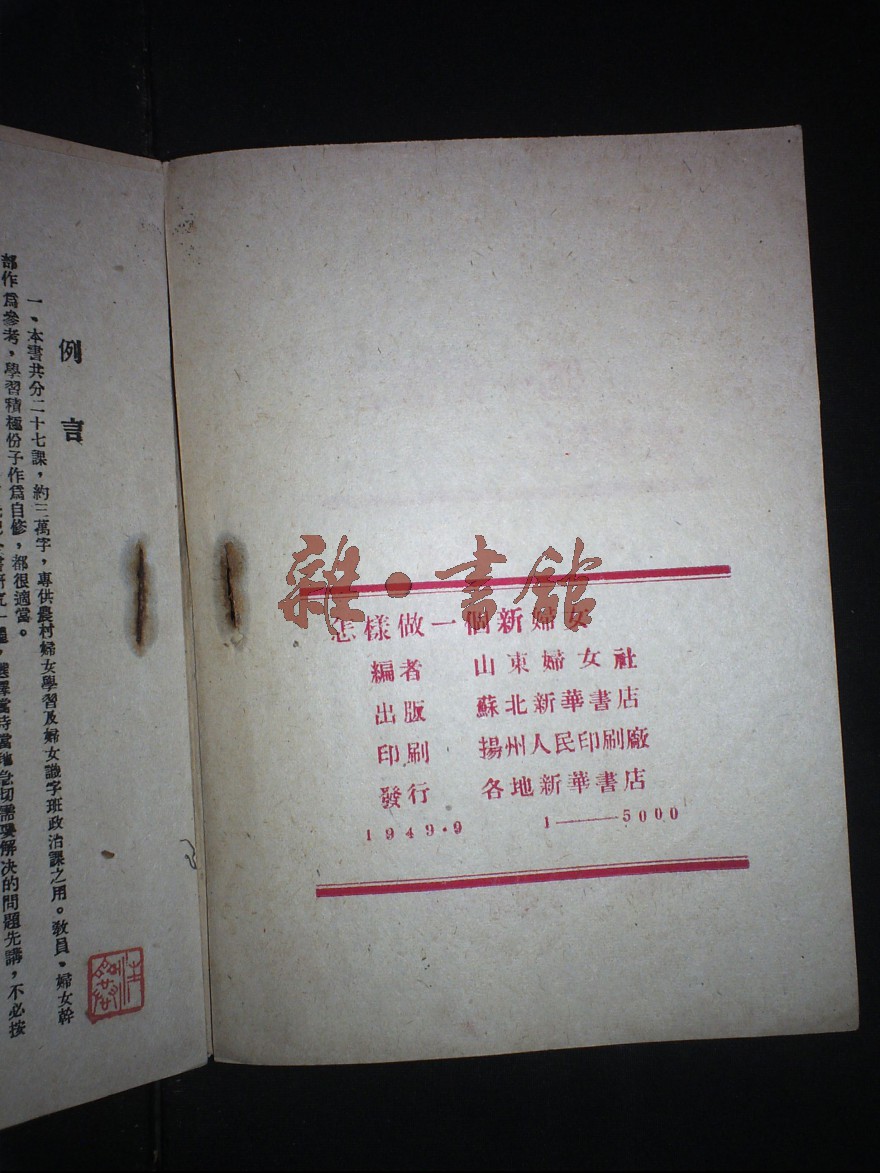 例言
一、本書共分二十七課，約三萬字，專供農村婦女學習及婦女識字班政治課之用。教員、婦女幹
部作爲參考，學習積極份子作爲自修，都很適當。
選擇當時當地急切需要解决的問題先講，不必按
雜·書館
怎樣做一個新婦女
編者 山東婦女社
出版 蘇北新華書店
印刷 揚州人民印刷廠
發行 各地新華書店
1949.9 1——5000